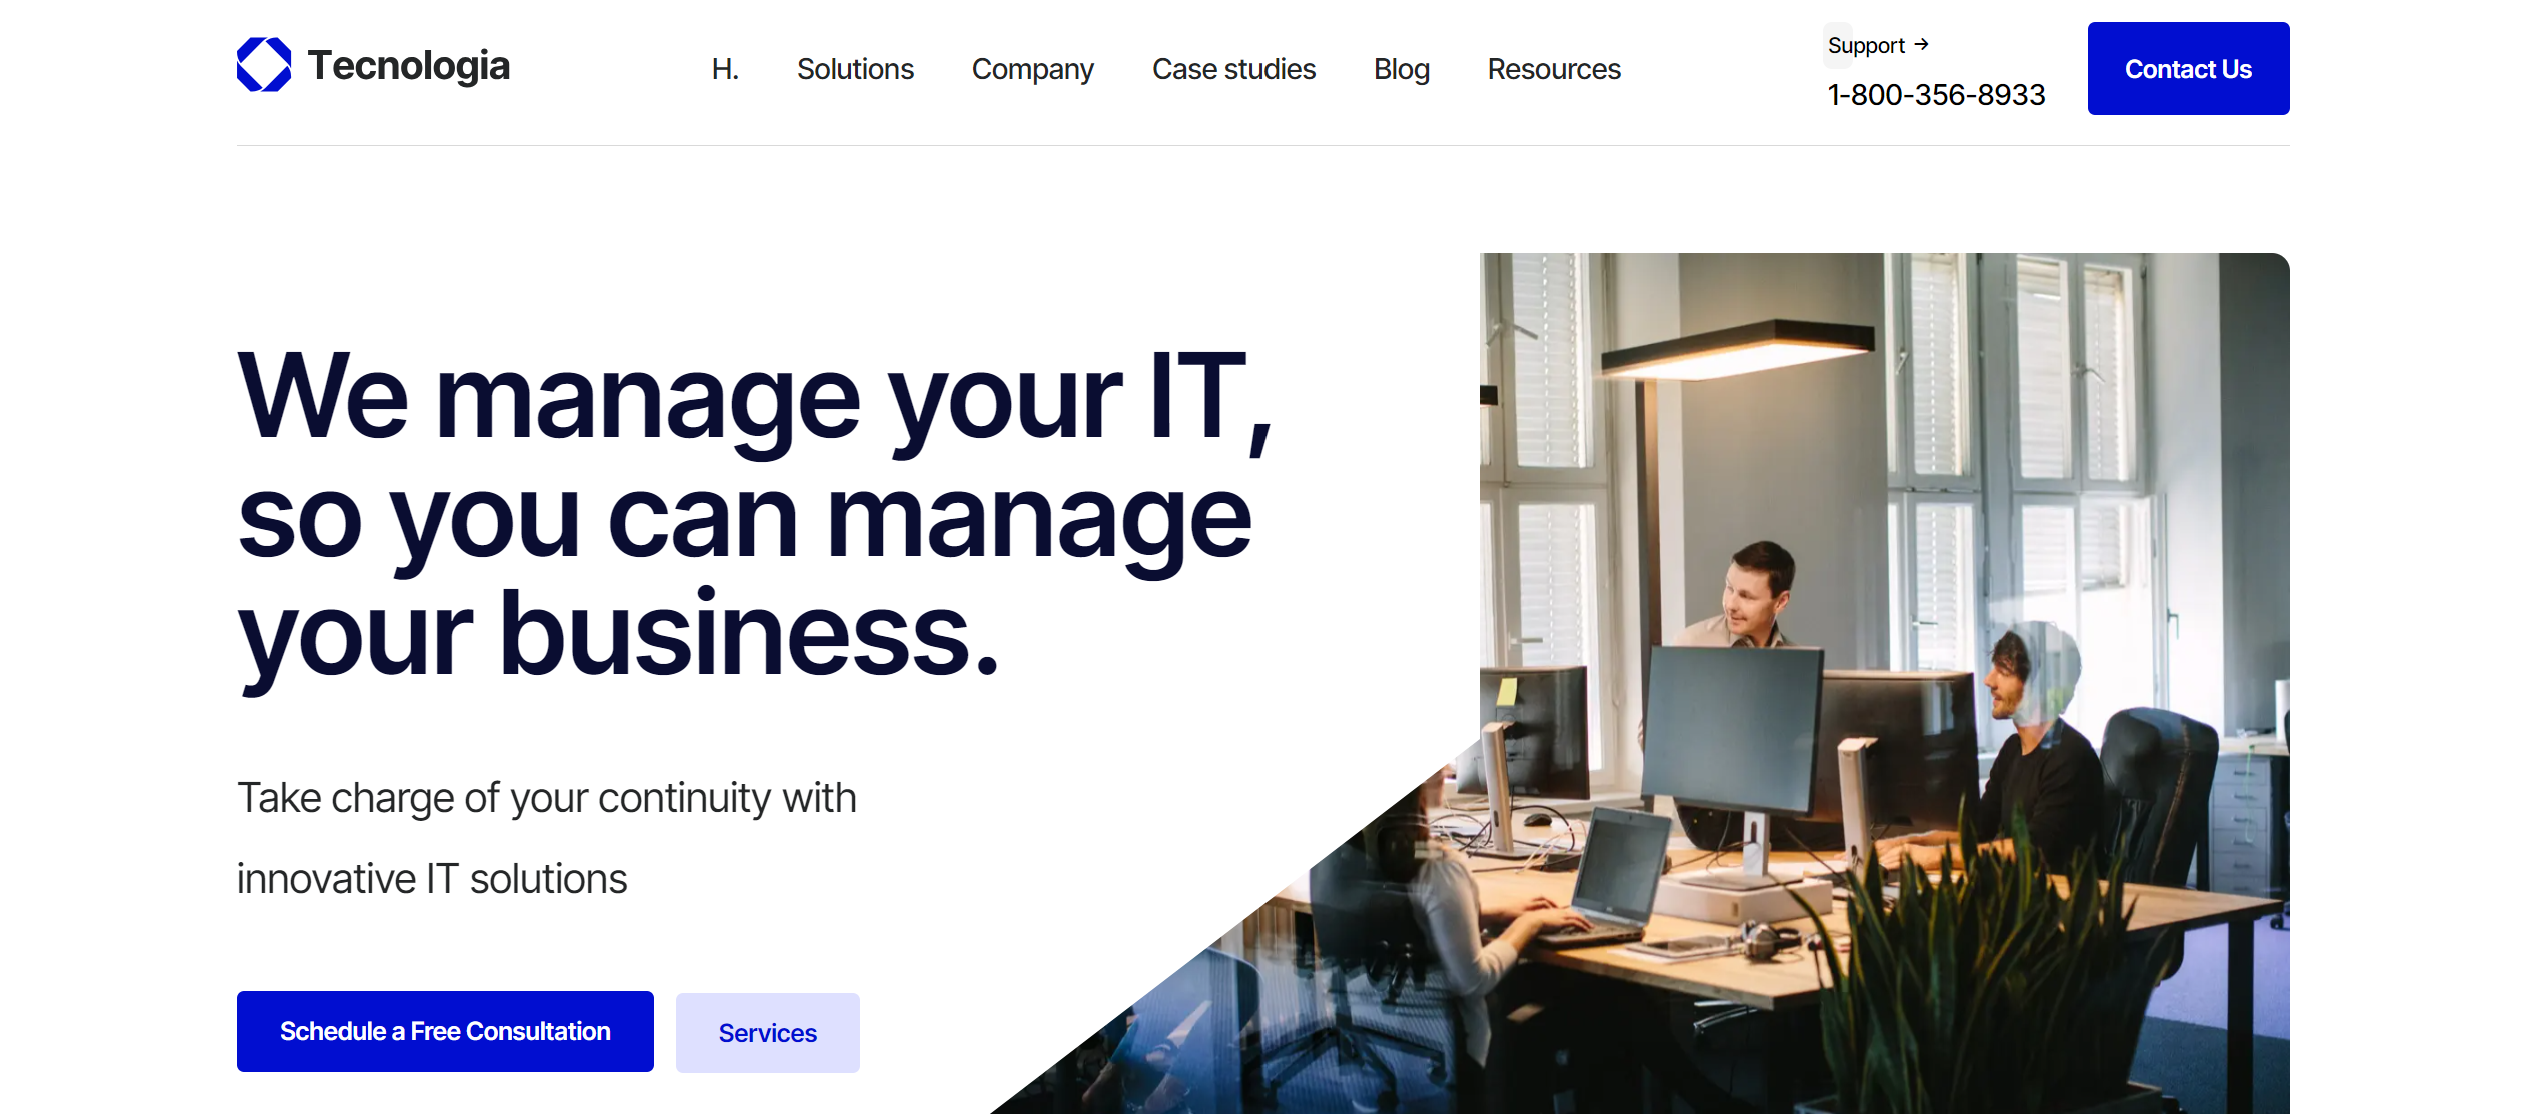 Tecnologia
H. Solutions Company Case studies Blog Resources
Support →
1-800-356-8933
Contact Us
We manage your IT,
so you can manage
your business.
Take charge of your continuity with
innovative IT solutions
Schedule a Free Consultation
Services